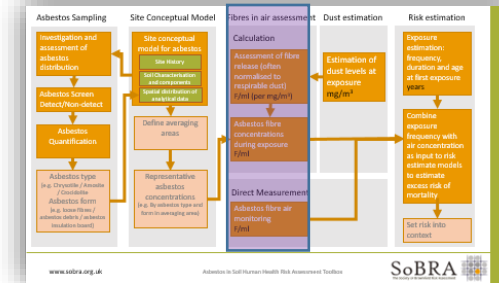 Asbestos Sampling
Site Conceptual Model
Fibres in air assessment
Dust estimation
Risk estimation
Investigation and
assessment of
asbestos
distribution
Asbestos Screen
Detect/Non-detect
Asbestos
Quantification
Asbestos type
(e.g. Chrysotile / Amosite /
Crocidolite)
Asbestos form
(e.g. loose fibres /
asbestos debris / asbestos
insulation board)
Site conceptual
model for asbestos
Site history
Soil Characterisation
and components
Spatial distribution of
analytical data
Define averaging
areas
Representative
asbestos
concentrations
(e.g. By asbestos type and
form in averaging area)
Calculation
Assessment of fibre
release (often
normalised to
respirable dust)
F/ml (per mg/m³)
Asbestos fibre
concentrations
during exposure
F/ml
Direct Measurement
Asbestos fibre air
monitoring
F/ml
Estimation of
dust levels at
exposure
mg/m³
Exposure
estimation:
frequency,
duration and age
at first exposure
years
Combine
exposure
frequency with
air concentration
as input to risk
estimate models
to estimate
excess risk of
mortality
Set risk into
context
www.sobra.org.uk
Asbestos in Soil Human Health Risk Assessment Toolbox
SoBRA